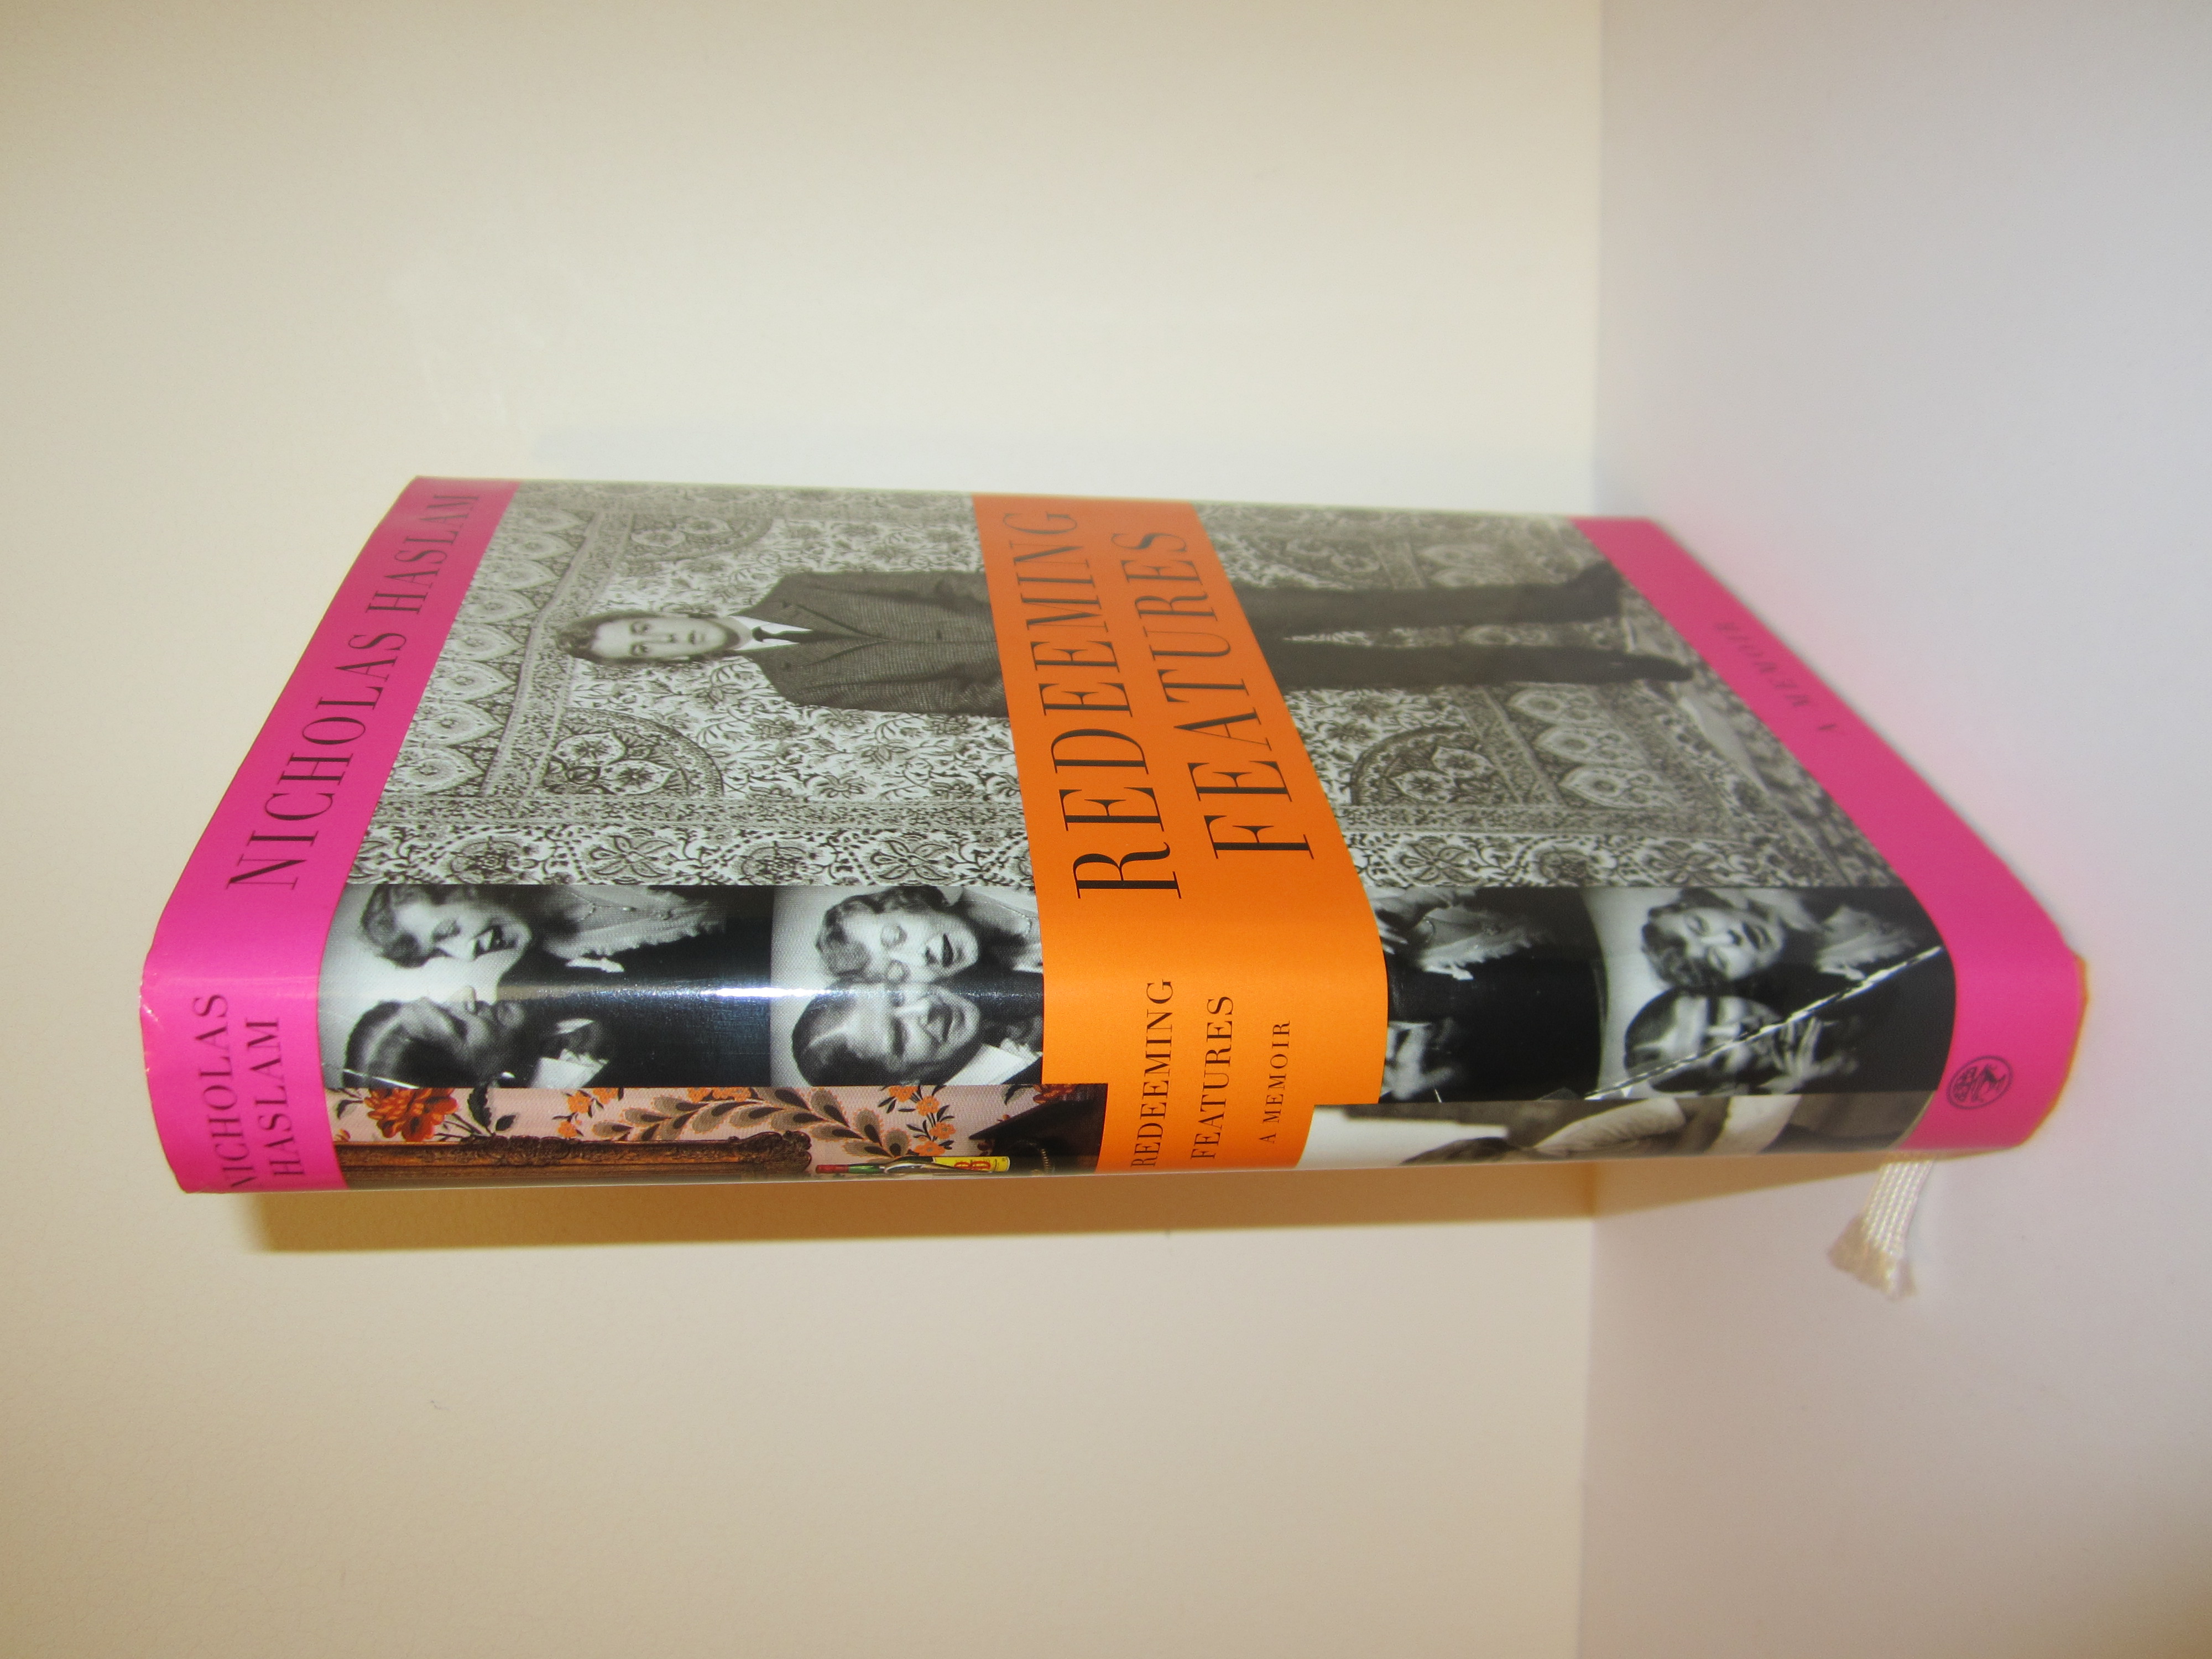 NICHOLAS HASLAM
REDEEMING
FEATURES
A MEMOIR
NICHOLAS
HASLAM
REDEEMING
FEATURES
A MEMOIR